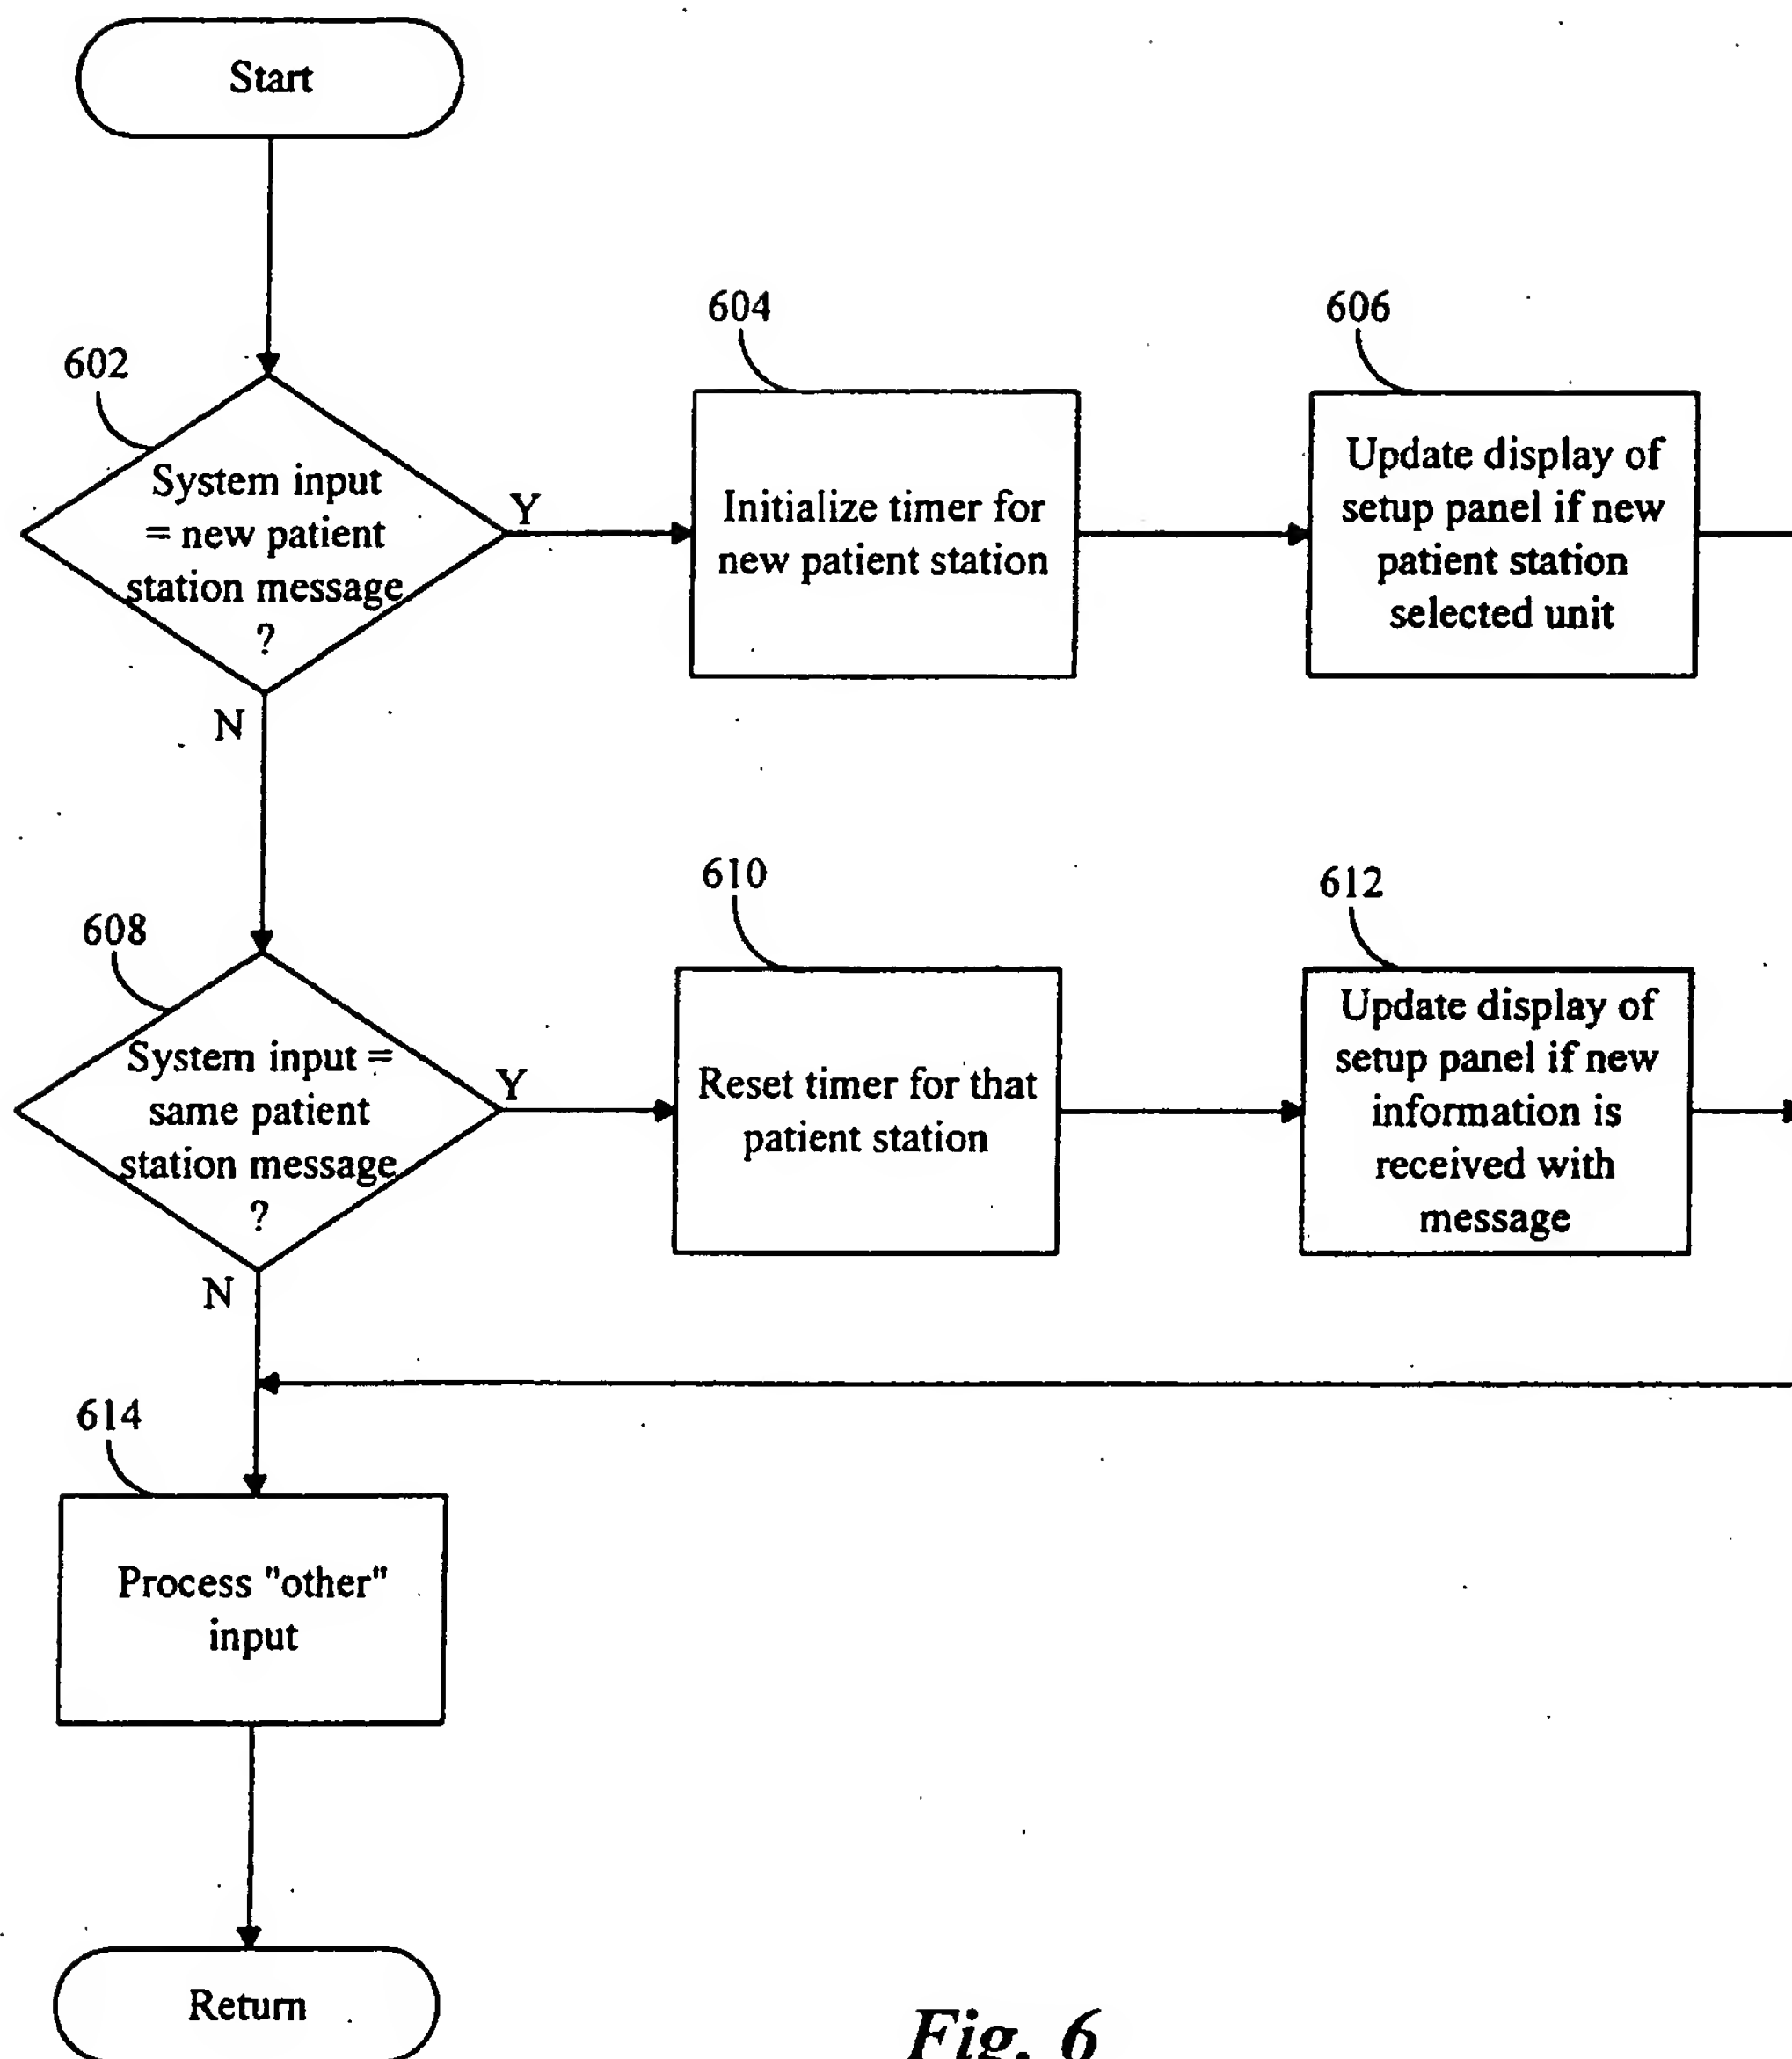 Start
602
System input
= new patient
station message
?
Y
N
604
Initialize timer for
new patient station
606
Update display of
setup panel if new
patient station
selected unit
608
System input =
same patient
station message
?
Y
N
610
Reset timer for that
patient station
612
Update display of
setup panel if new
information is
received with
message
614
Process "other"
input
Return
Fig. 6